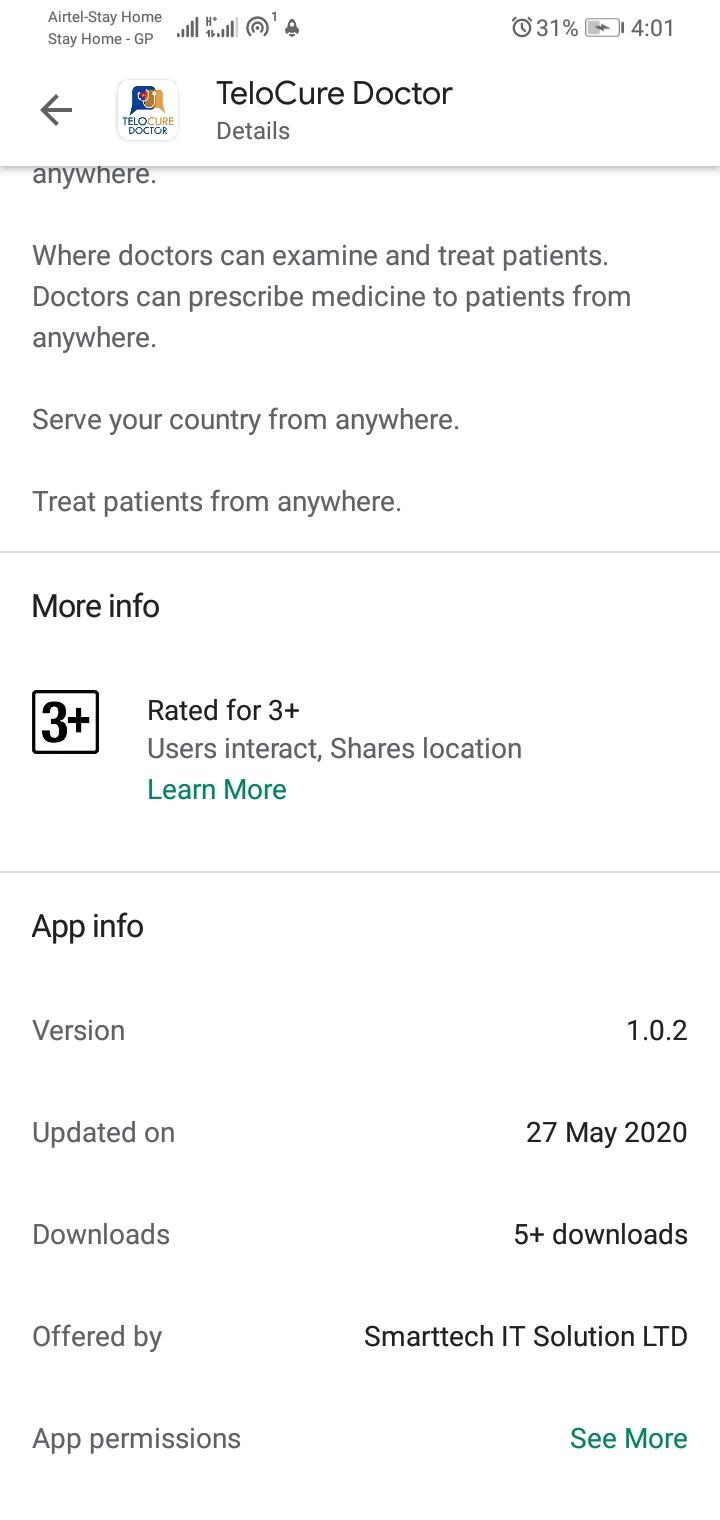 Airtel-Stay Home
Stay Home - GP
H+
1
31%
4:01
TELOCURE
DOCTOR
TeloCure Doctor
Details
anywhere.
Where doctors can examine and treat patients.
Doctors can prescribe medicine to patients from
anywhere.
Serve your country from anywhere.
Treat patients from anywhere.
More info
3+
Rated for 3+
Users interact, Shares location
Learn More
App info
Version 1.0.2
Updated on 27 May 2020
Downloads 5+ downloads
Offered by Smarttech IT Solution LTD
App permissions See More